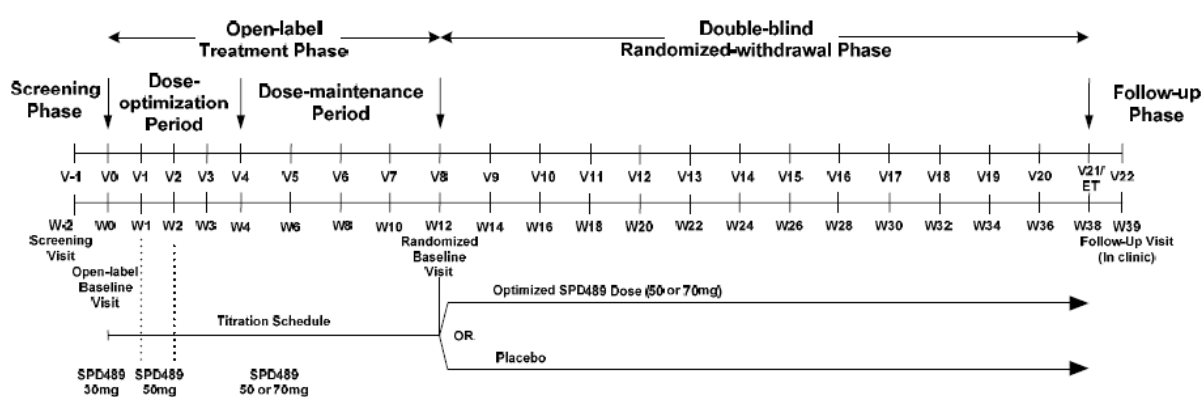 Open-label
Treatment Phase
Double-blind
Randomized-withdrawal Phase
Screening
Phase
Dose-
optimization
Period
Dose-maintenance
Period
Follow-up
Phase
V-1 V0 V1 V2 V3 V4 V5 V6 V7 V8 V9 V10 V11 V12 V13 V14 V15 V16 V17 V18 V19 V20 V21/ V22
ET
W-2 W0 W1 W2 W3 W4 W6 W8 W10 W12 W14 W16 W18 W20 W22 W24 W26 W28 W30 W32 W34 W36 W38 W39
Screening
Visit
Open-label
Baseline
Visit
Randomized
Baseline
Visit
Follow-Up Visit
(In clinic)
Optimized SPD489 Dose (50 or 70mg)
Titration Schedule
OR
Placebo
SPD489
30mg
SPD489
50mg
SPD489
50 or 70mg